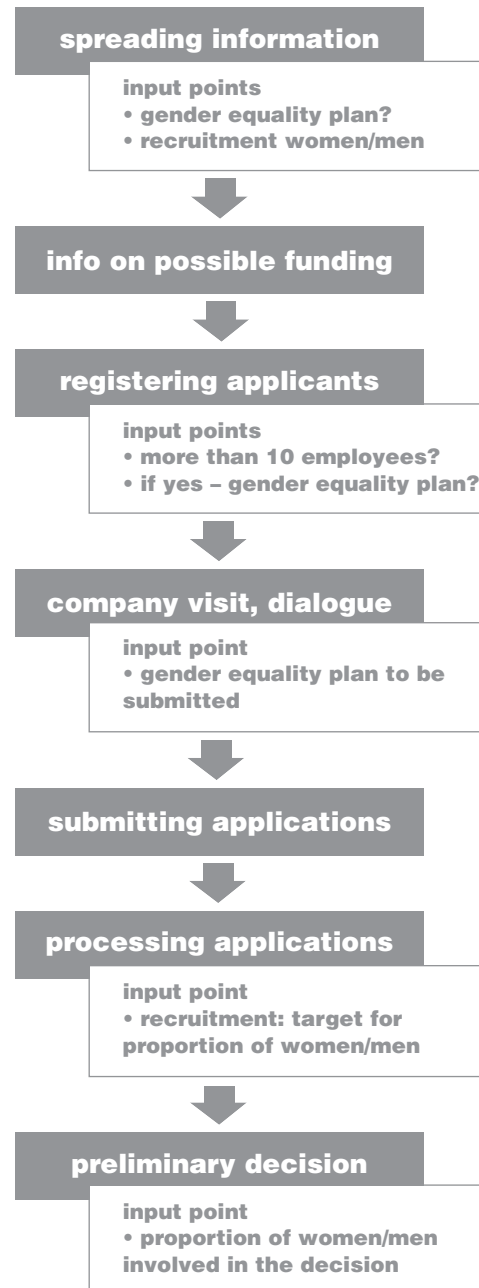 spreading information
input points
• gender equality plan?
• recruitment women/men
info on possible funding
registering applicants
input points
• more than 10 employees?
• if yes – gender equality plan?
company visit, dialogue
input point
• gender equality plan to be
submitted
submitting applications
processing applications
input point
• recruitment: target for
proportion of women/men
preliminary decision
input point
• proportion of women/men
involved in the decision